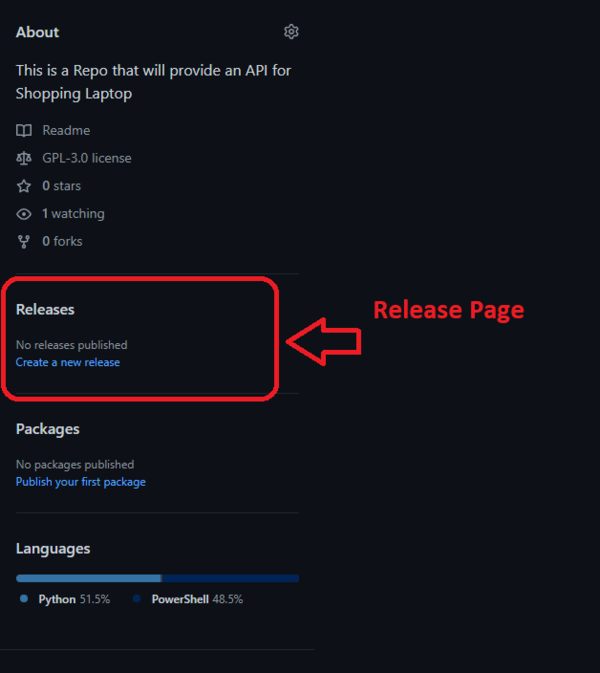 About
This is a Repo that will provide an API for
Shopping Laptop
Readme
GPL-3.0 license
0 stars
1 watching
0 forks
Releases
No releases published
Create a new release
Release Page
Packages
No packages published
Publish your first package
Languages
Python 51.5% PowerShell 48.5%